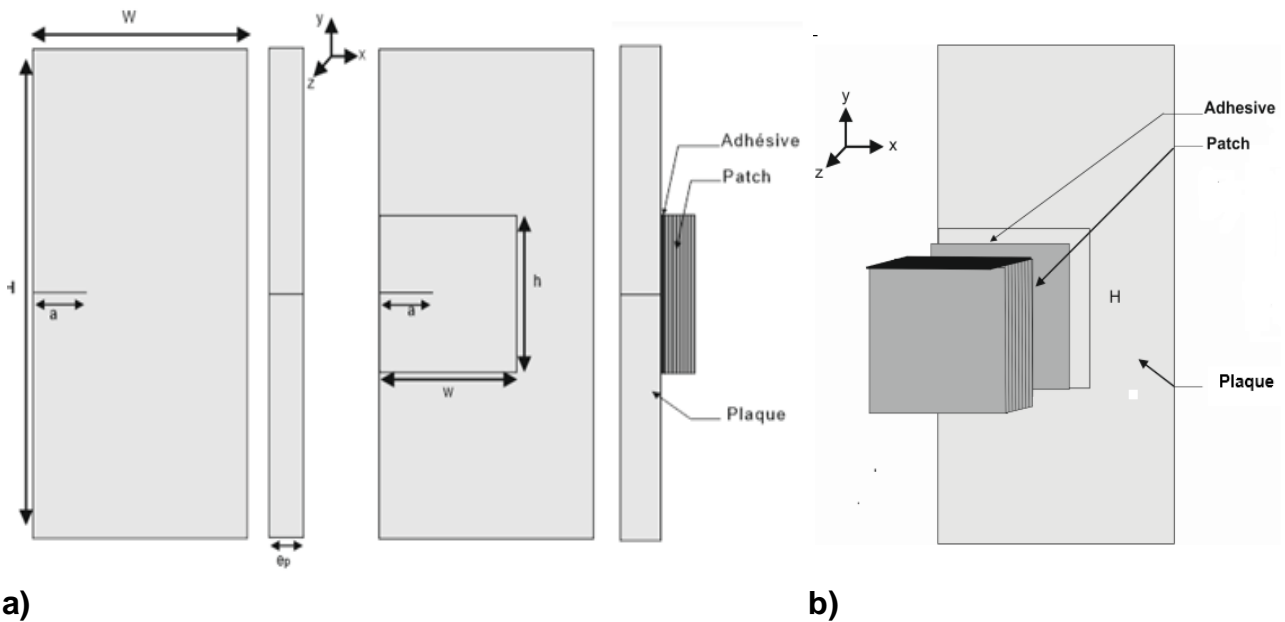 W
y
x
z
a
eₚ
a
h
w
Adhésive
Patch
Plaque
y
x
z
Adhesive
Patch
H
Plaque
a)
b)